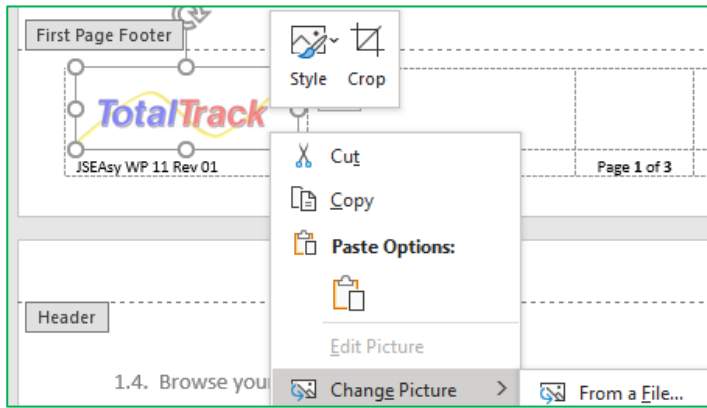 First Page Footer
Style Crop
TotalTrack
JSEAsy WP 11 Rev 01
Page 1 of 3
Cut
Copy
Paste Options:
Header
Edit Picture
1.4. Browse you
Change Picture
From a File...